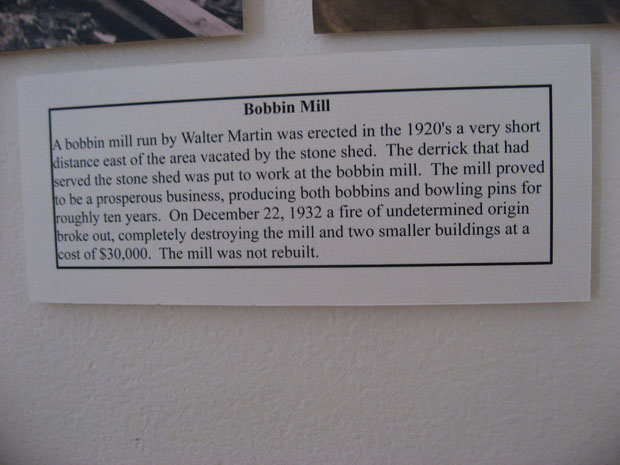 Bobbin Mill
A bobbin mill run by Walter Martin was erected in the 1920's a very short
distance east of the area vacated by the stone shed. The derrick that had
served the stone shed was put to work at the bobbin mill. The mill proved
to be a prosperous business, producing both bobbins and bowling pins for
roughly ten years. On December 22, 1932 a fire of undetermined origin
broke out, completely destroying the mill and two smaller buildings at a
cost of $30,000. The mill was not rebuilt.